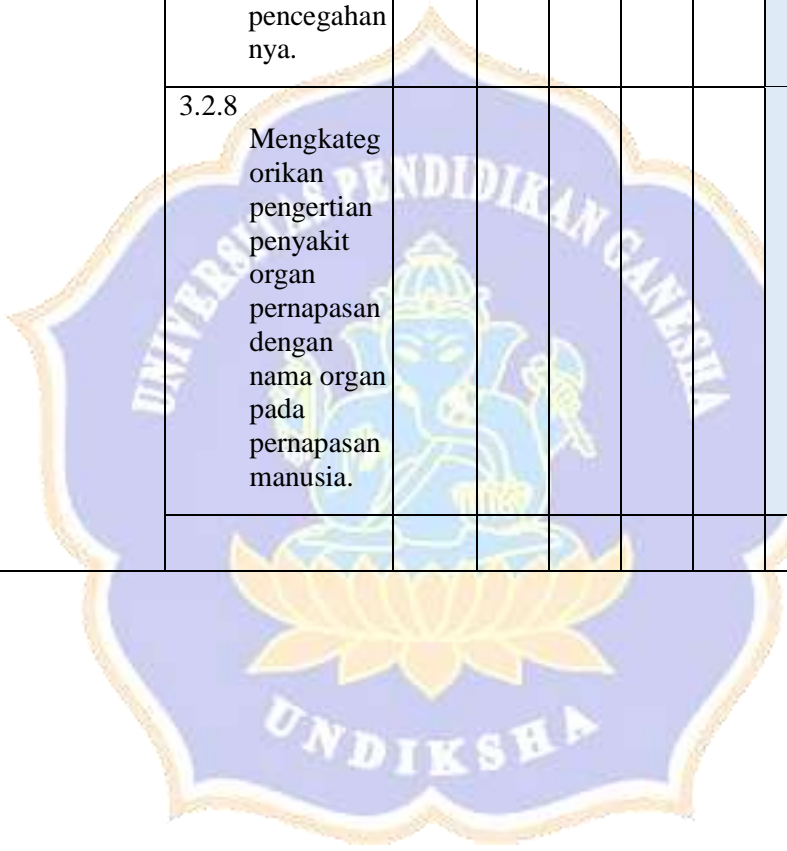 pencegahan
nya.
3.2.8
Mengkateg
orikan
pengertian
penyakit
organ
pernapasan
dengan
nama organ
pada
pernapasan
manusia.
UNIVERSITAS PENDIDIKAN GANESHA
UNDIKSHA